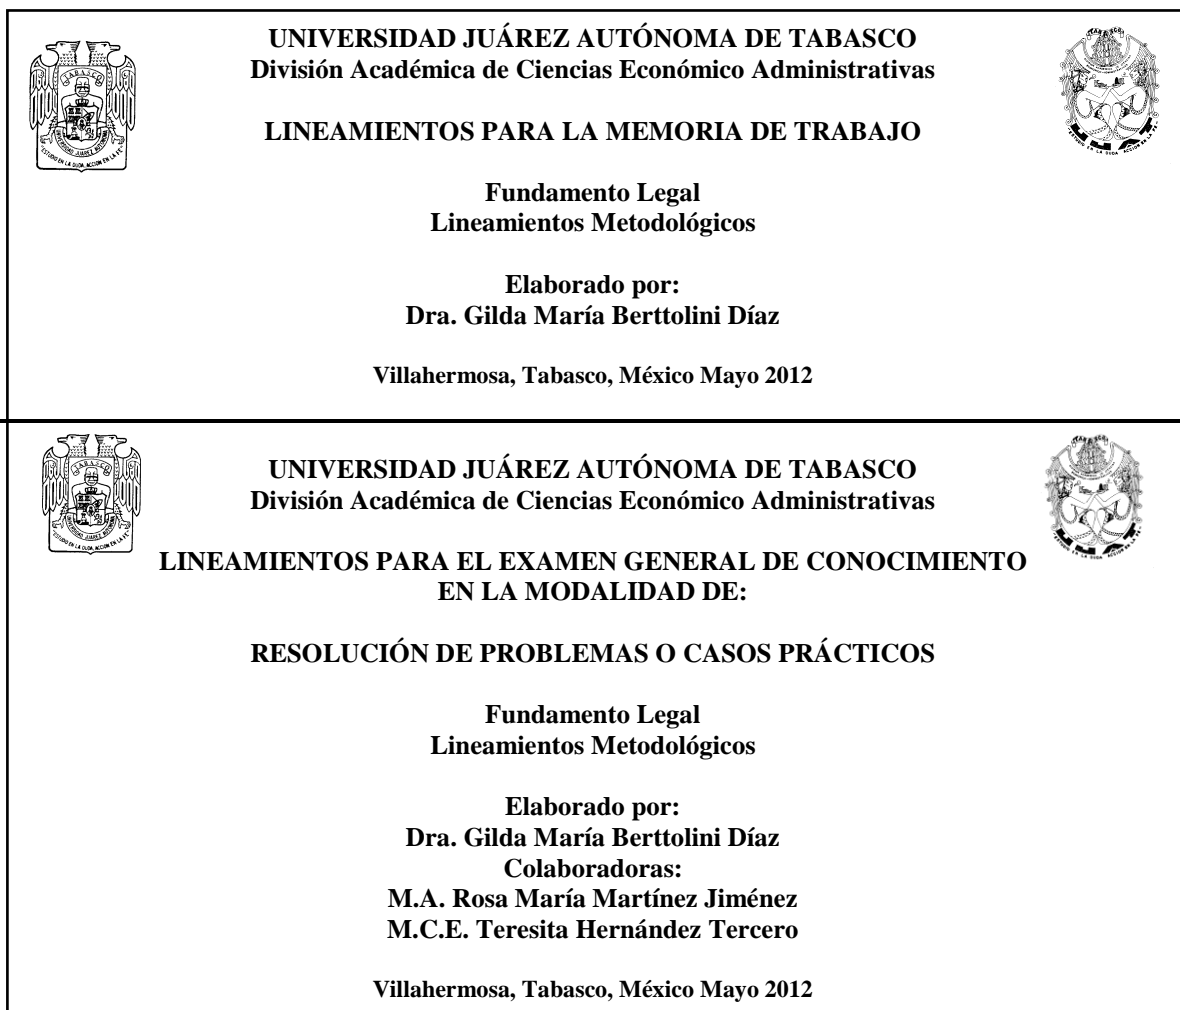 UNIVERSIDAD JUÁREZ AUTÓNOMA DE TABASCO
División Académica de Ciencias Económico Administrativas
LINEAMIENTOS PARA LA MEMORIA DE TRABAJO
Fundamento Legal
Lineamientos Metodológicos
Elaborado por:
Dra. Gilda María Berttolini Díaz
Villahermosa, Tabasco, México Mayo 2012
UNIVERSIDAD JUÁREZ AUTÓNOMA DE TABASCO
División Académica de Ciencias Económico Administrativas
LINEAMIENTOS PARA EL EXAMEN GENERAL DE CONOCIMIENTO
EN LA MODALIDAD DE:
RESOLUCIÓN DE PROBLEMAS O CASOS PRÁCTICOS
Fundamento Legal
Lineamientos Metodológicos
Elaborado por:
Dra. Gilda María Berttolini Díaz
Colaboradoras:
M.A. Rosa María Martínez Jiménez
M.C.E. Teresita Hernández Tercero
Villahermosa, Tabasco, México Mayo 2012